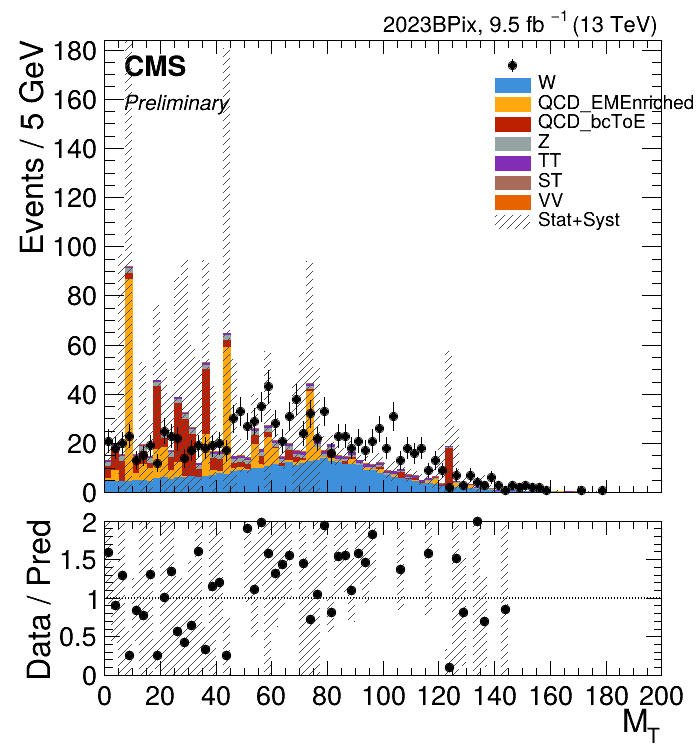 2023BPix, 9.5 fb −1 (13 TeV)
CMS
Preliminary
W
QCD_EMEnriched
QCD_bcToE
Z
TT
ST
VV
Stat+Syst
Events / 5 GeV
180
160
140
120
100
80
60
40
20
0
Data / Pred
2
1.5
1
0.5
0
0 20 40 60 80 100 120 140 160 180 200
M_T